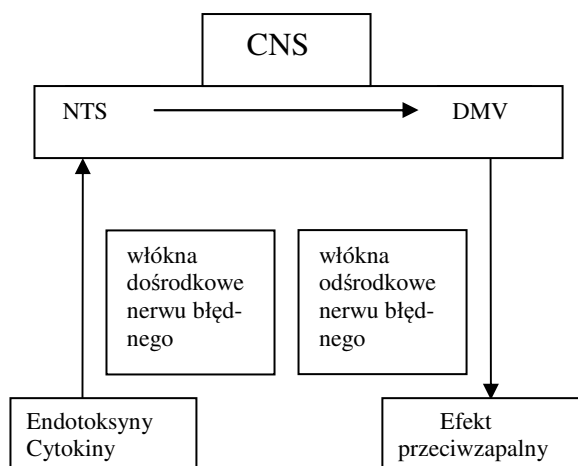 CNS
NTS
DMV
włókna
dośrodkowe
nerwu błęd-
nego
włókna
odśrodkowe
nerwu błęd-
nego
Endotoksyny
Cytokiny
Efekt
przeciwzapalny